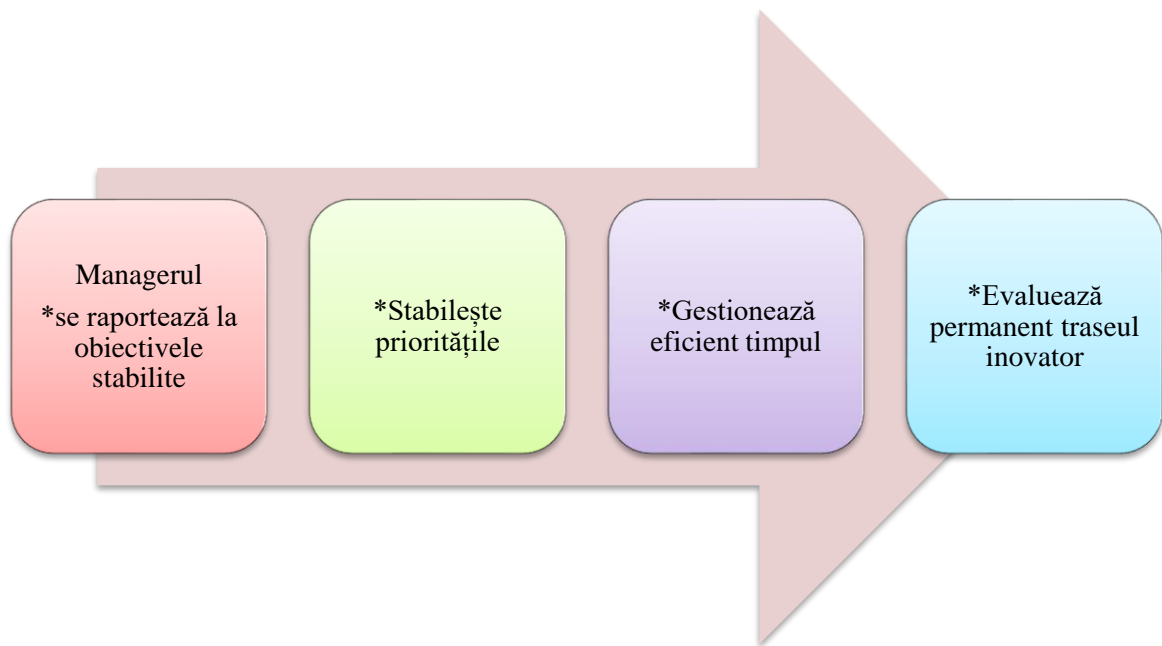 Managerul
*se raportează la
obiectivele
stabilite
*Stabilește
prioritățile
*Gestionează
eficient timpul
*Evaluează
permanent traseul
inovator